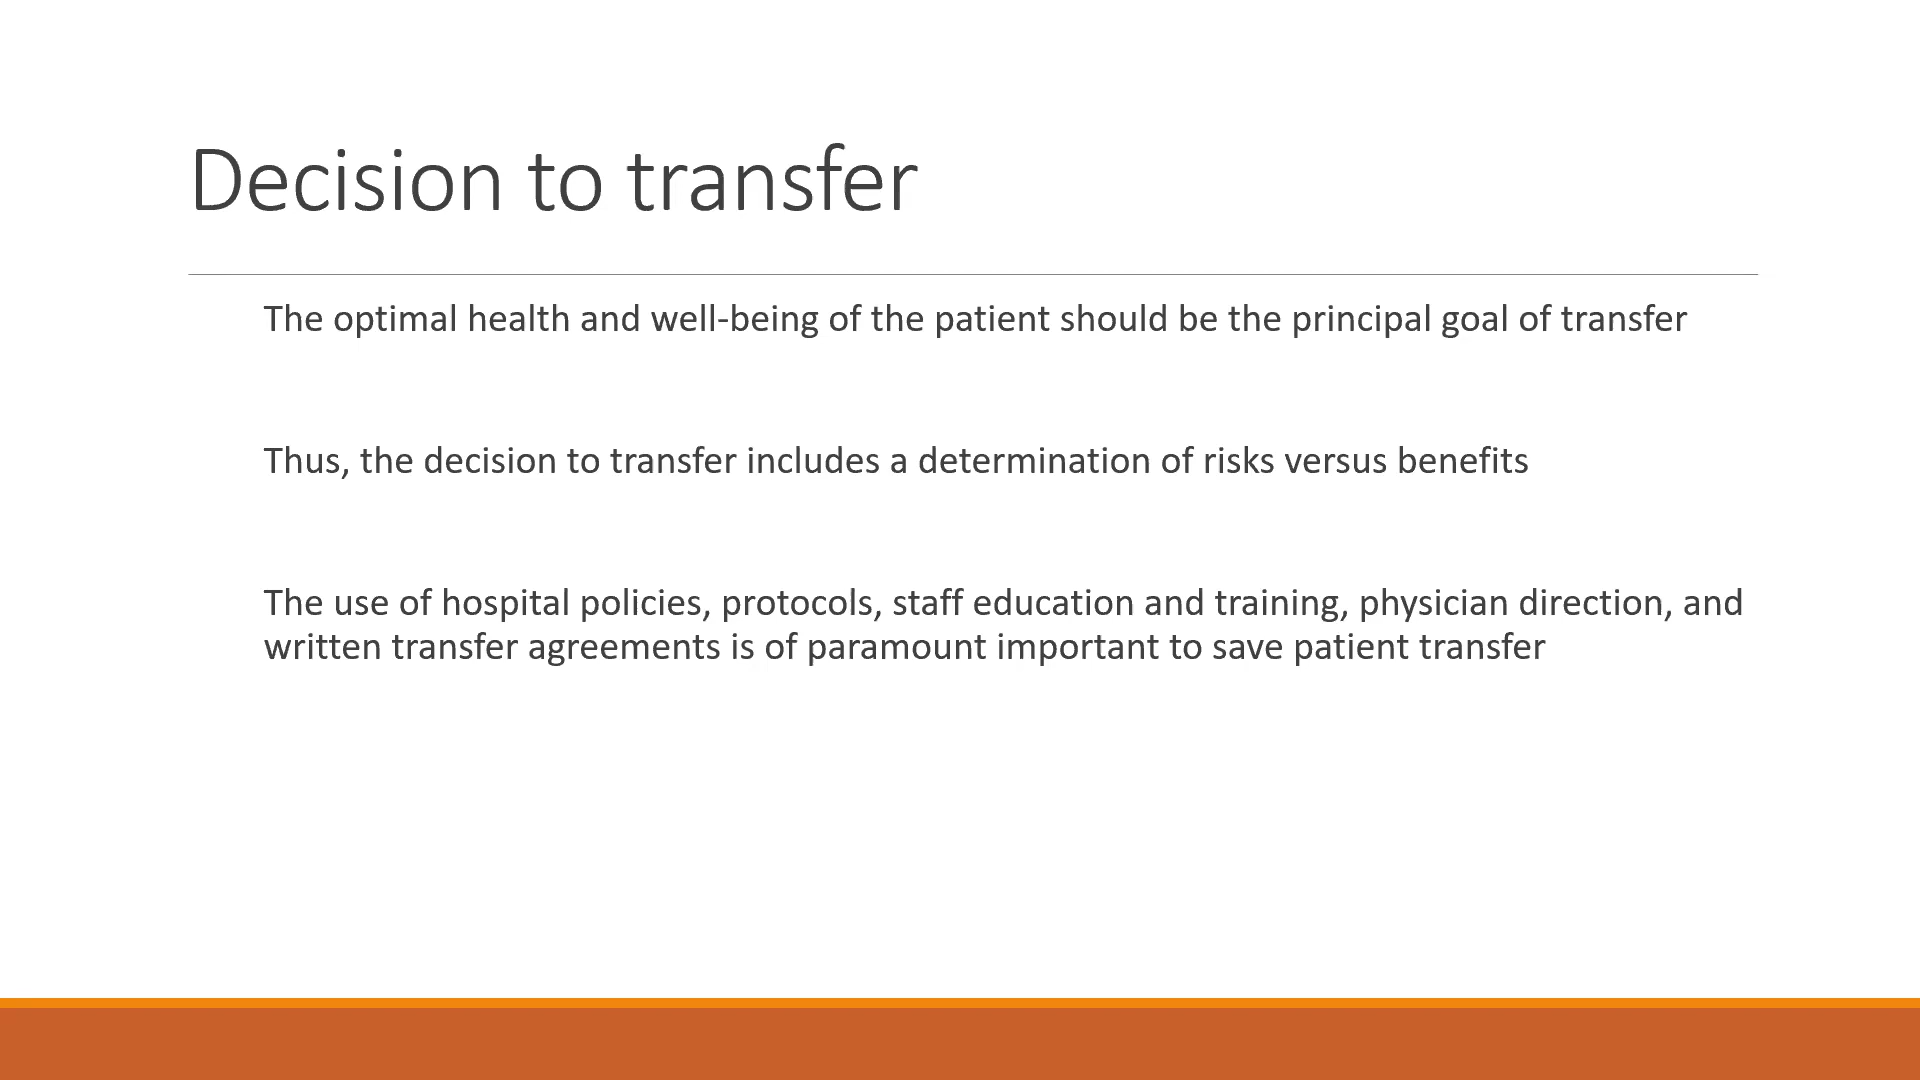 Decision to transfer
The optimal health and well-being of the patient should be the principal goal of transfer
Thus, the decision to transfer includes a determination of risks versus benefits
The use of hospital policies, protocols, staff education and training, physician direction, and
written transfer agreements is of paramount important to save patient transfer